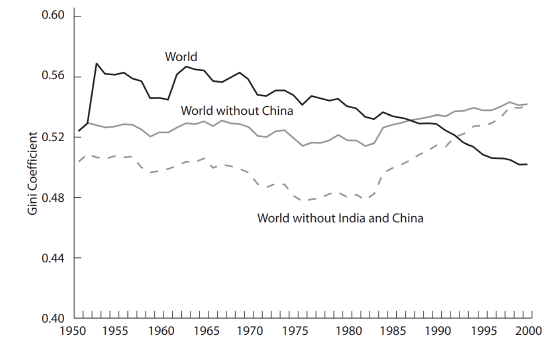 0.60
0.56
0.52
0.48
0.44
0.40
Gini Coefficient
World
World without China
World without India and China
1950 1955 1960 1965 1970 1975 1980 1985 1990 1995 2000